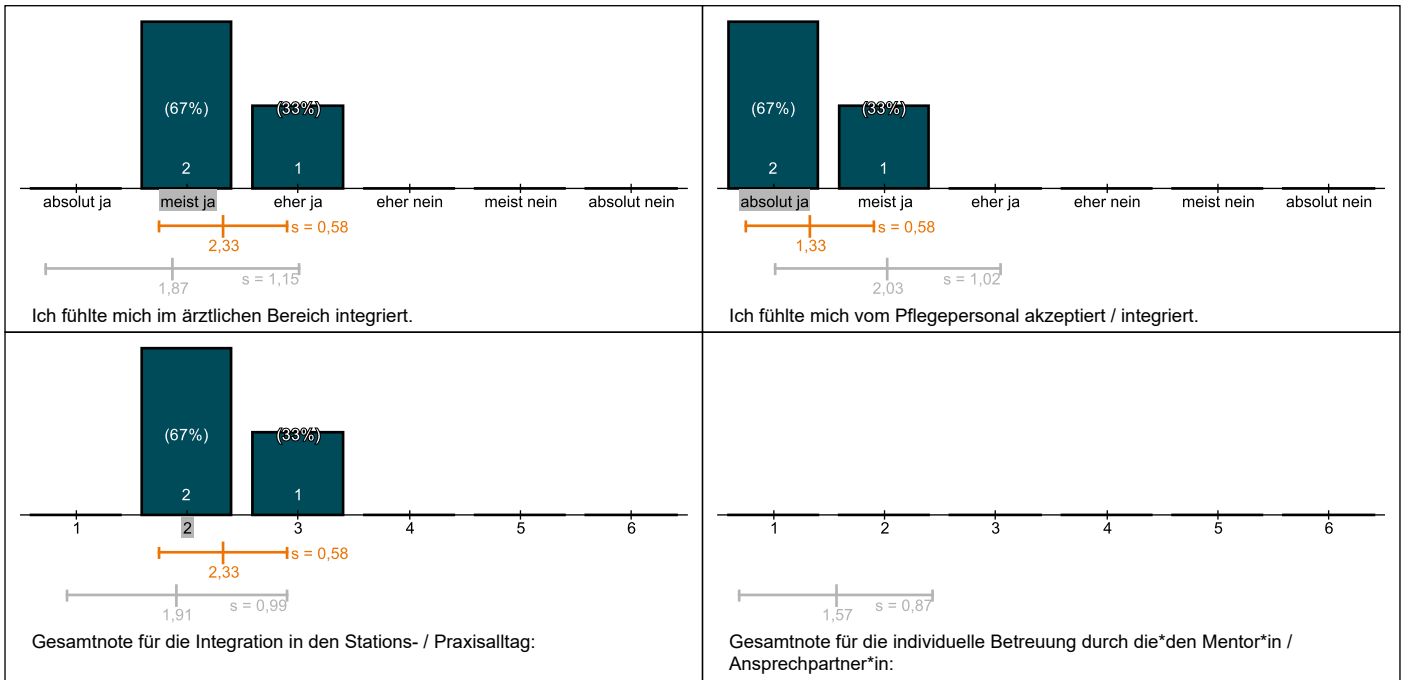 (67%)
(33%)
2
1
absolut ja
meist ja
eher ja
eher nein
meist nein
absolut nein
s = 0,58
2,33
s = 1,15
1,87
Ich fühlte mich im ärztlichen Bereich integriert.
(67%)
(33%)
2
1
absolut ja
meist ja
eher ja
eher nein
meist nein
absolut nein
s = 0,58
1,33
s = 1,02
2,03
Ich fühlte mich vom Pflegepersonal akzeptiert / integriert.
(67%)
(33%)
2
1
1
2
3
4
5
6
s = 0,58
2,33
s = 0,99
1,91
Gesamtnote für die Integration in den Stations- / Praxisalltag:
1
2
3
4
5
6
s = 0,87
1,57
Gesamtnote für die individuelle Betreuung durch die*den Mentor*in /
Ansprechpartner*in: